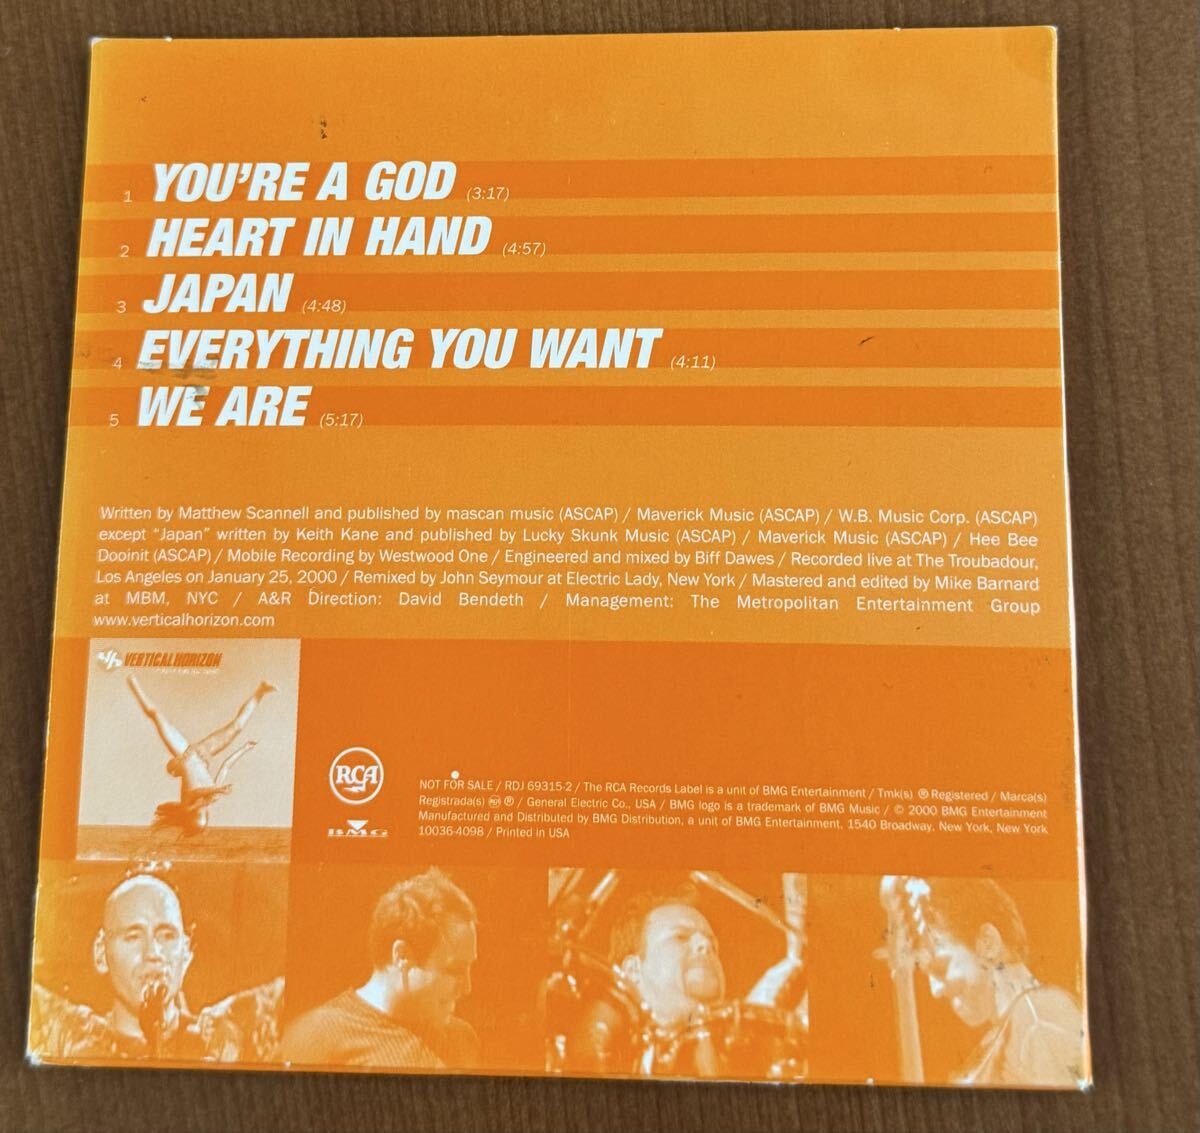 1 YOU'RE A GOD (3:17)
2 HEART IN HAND (4:57)
3 JAPAN (4:48)
4 EVERYTHING YOU WANT (4:11)
5 WE ARE (5:17)
Written by Matthew Scannell and published by mascan music (ASCAP) / Maverick Music (ASCAP) / W.B. Music Corp. (ASCAP)
except "Japan" written by Keith Kane and published by Lucky Skunk Music (ASCAP) / Maverick Music (ASCAP) / Hee Bee
Dooinit (ASCAP) / Mobile Recording by Westwood One / Engineered and mixed by Biff Dawes / Recorded live at The Troubadour,
Los Angeles on January 25, 2000 / Remixed by John Seymour at Electric Lady, New York / Mastered and edited by Mike Barnard
at MBM, NYC / A&R Direction: David Bendeth / Management: The Metropolitan Entertainment Group
www.verticalhorizon.com
VERTICAL HORIZON
RCA
BMG
NOT FOR SALE / RDJ 69315-2 / The RCA Records Label is a unit of BMG Entertainment / Tmk(s) ® Registered / Marca(s)
Registrada(s) ® / General Electric Co., USA / BMG logo is a trademark of BMG Music / © 2000 BMG Entertainment
Manufactured and Distributed by BMG Distribution, a unit of BMG Entertainment, 1540 Broadway, New York, New York
10036-4098 / Printed in USA